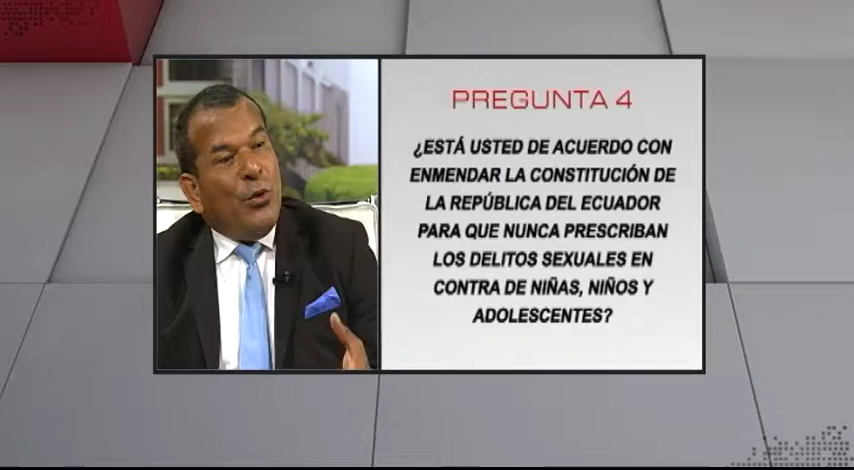 PREGUNTA 4
¿ESTÁ USTED DE ACUERDO CON
ENMENDAR LA CONSTITUCIÓN DE
LA REPÚBLICA DEL ECUADOR
PARA QUE NUNCA PRESCRIBAN
LOS DELITOS SEXUALES EN
CONTRA DE NIÑAS, NIÑOS Y
ADOLESCENTES?